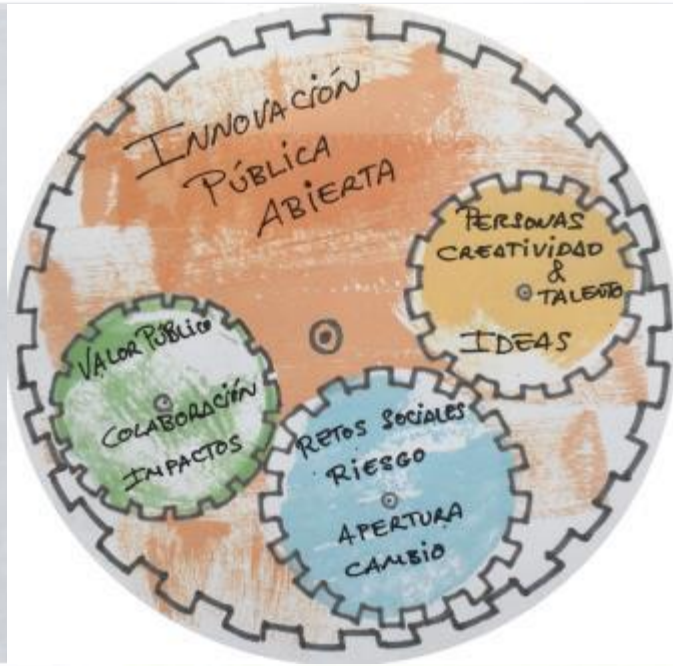 INNOVACIÓN
PÚBLICA
ABIERTA
PERSONAS
CREATIVIDAD
&
TALENTO
IDEAS
VALOR PÚBLICO
COLABORACIÓN
IMPACTOS
RETOS SOCIALES
RIESGO
APERTURA
CAMBIO